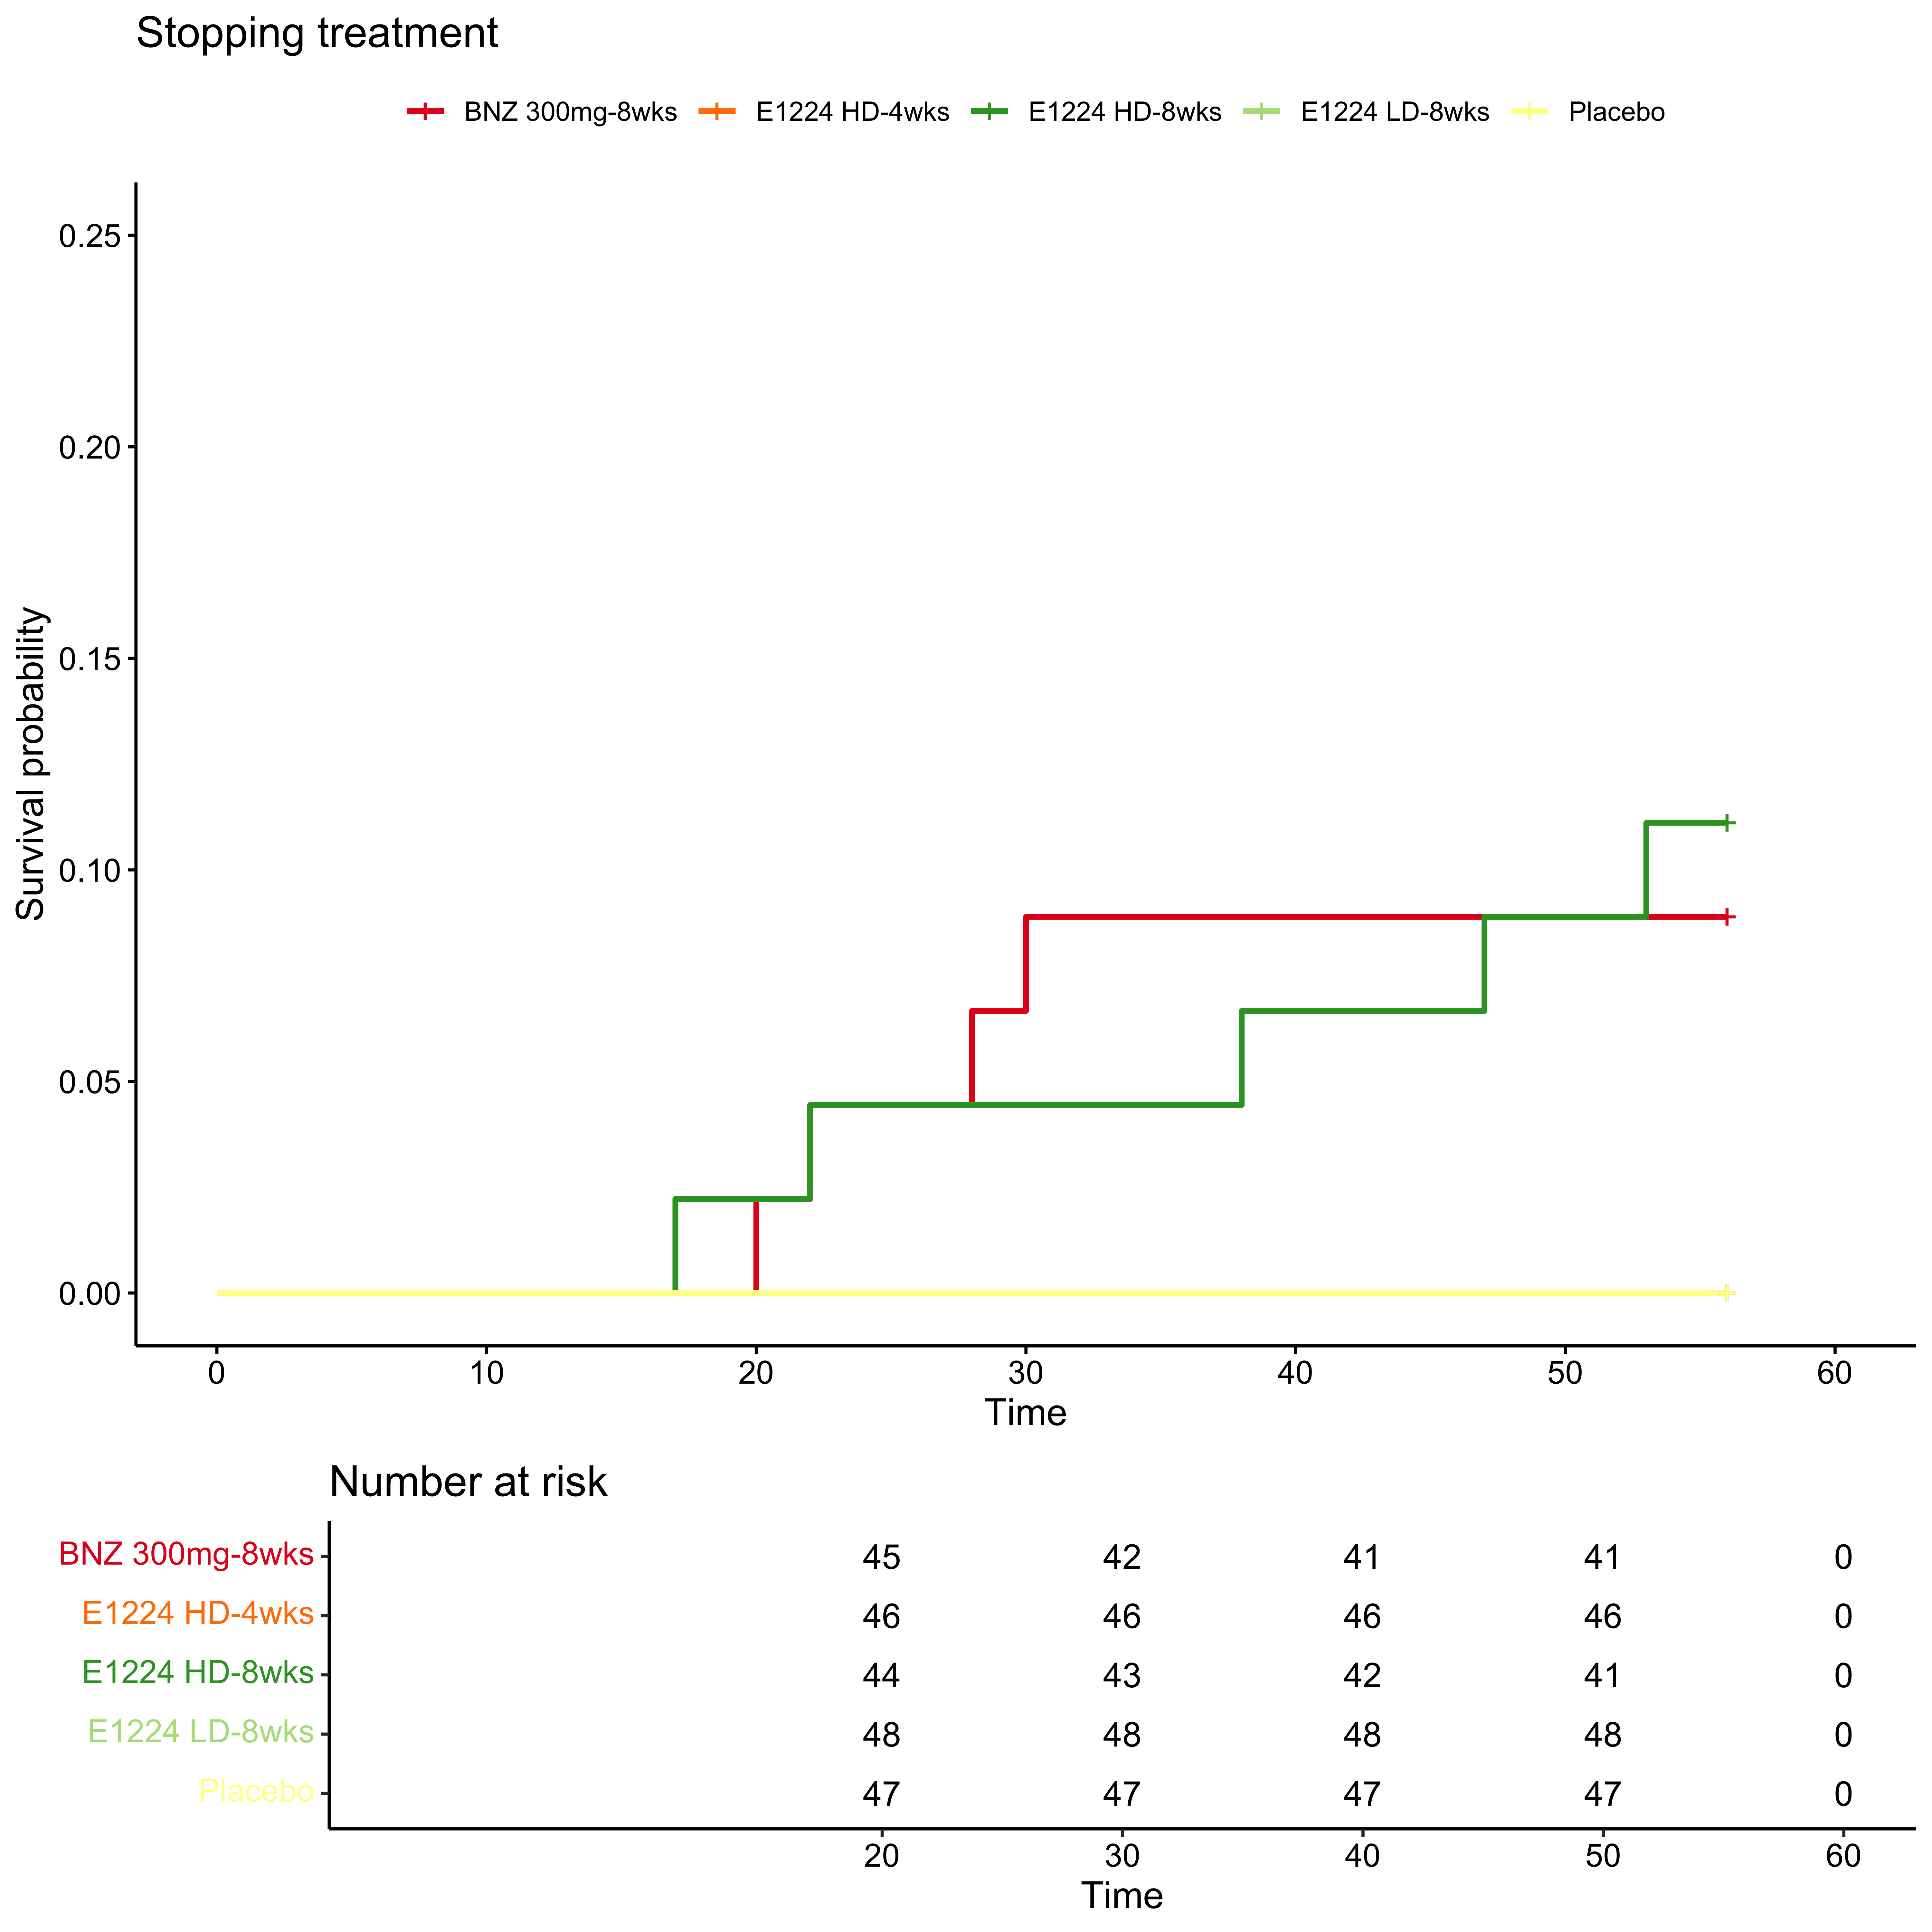 Stopping treatment
BNZ 300mg-8wks E1224 HD-4wks E1224 HD-8wks E1224 LD-8wks Placebo
Survival probability
0.25
0.20
0.15
0.10
0.05
0.00
0 10 20 30 40 50 60
Time
Number at risk
BNZ 300mg-8wks 45 42 41 41 0
E1224 HD-4wks 46 46 46 46 0
E1224 HD-8wks 44 43 42 41 0
E1224 LD-8wks 48 48 48 48 0
Placebo 47 47 47 47 0
20 30 40 50 60
Time